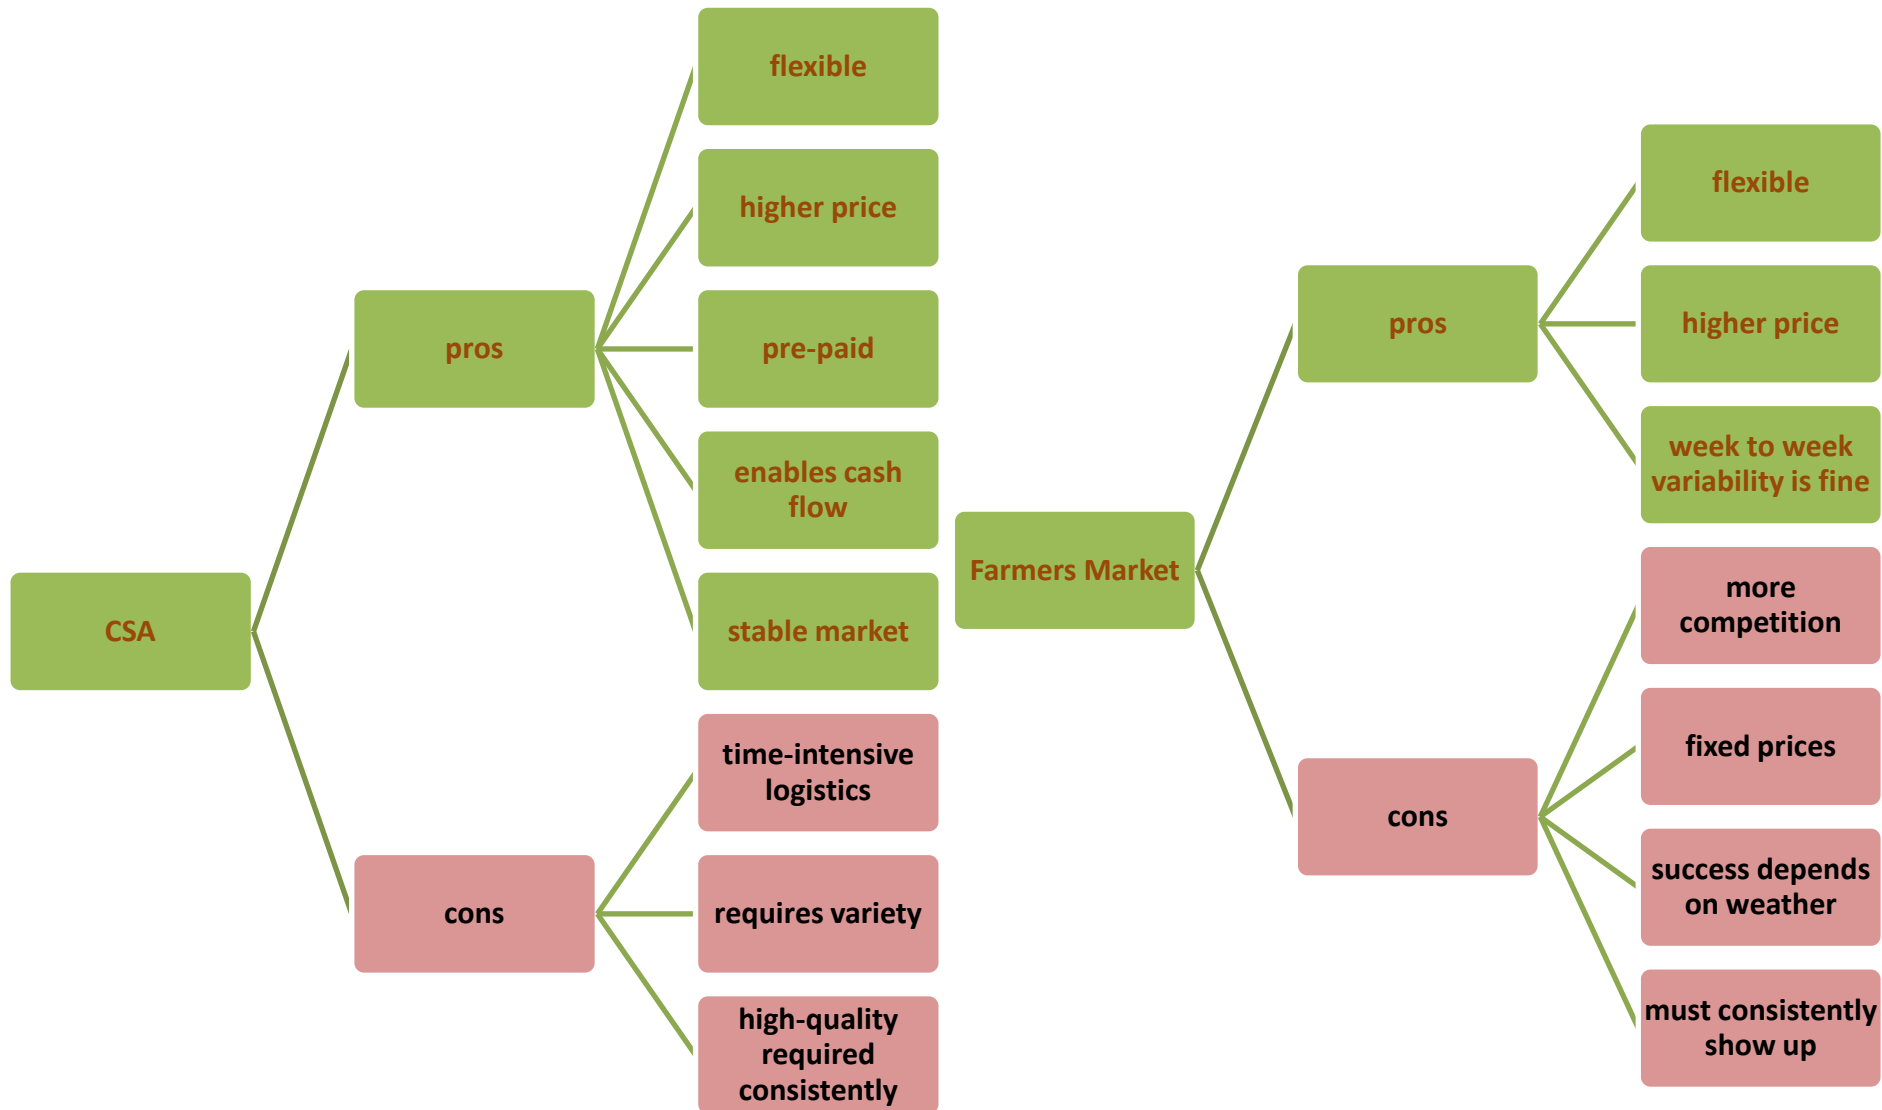 CSA
pros
flexible
higher price
pre-paid
enables cash
flow
stable market
cons
time-intensive
logistics
requires variety
high-quality
required
consistently
Farmers Market
pros
flexible
higher price
week to week
variability is fine
cons
more
competition
fixed prices
success depends
on weather
must consistently
show up